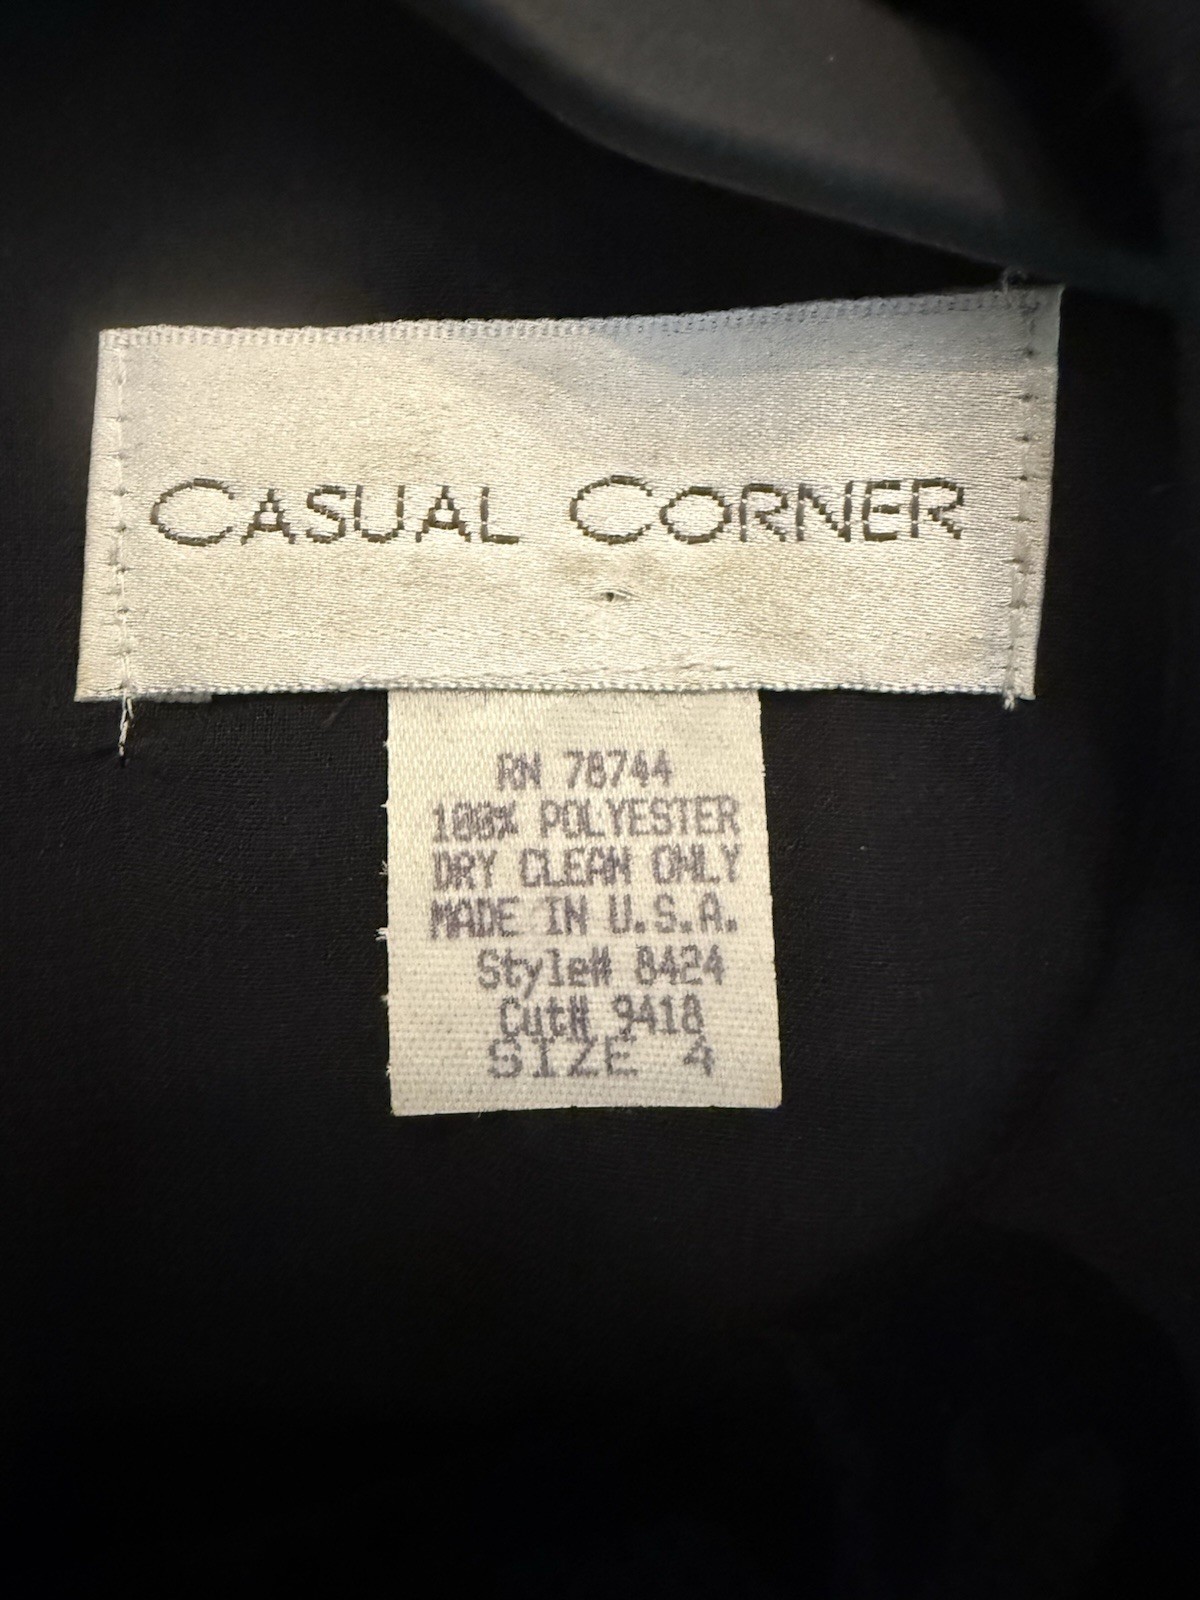 CASUAL CORNER
RN 78744
100% POLYESTER
DRY CLEAN ONLY
MADE IN U.S.A.
Style# 8424
Cut# 9418
SIZE 4